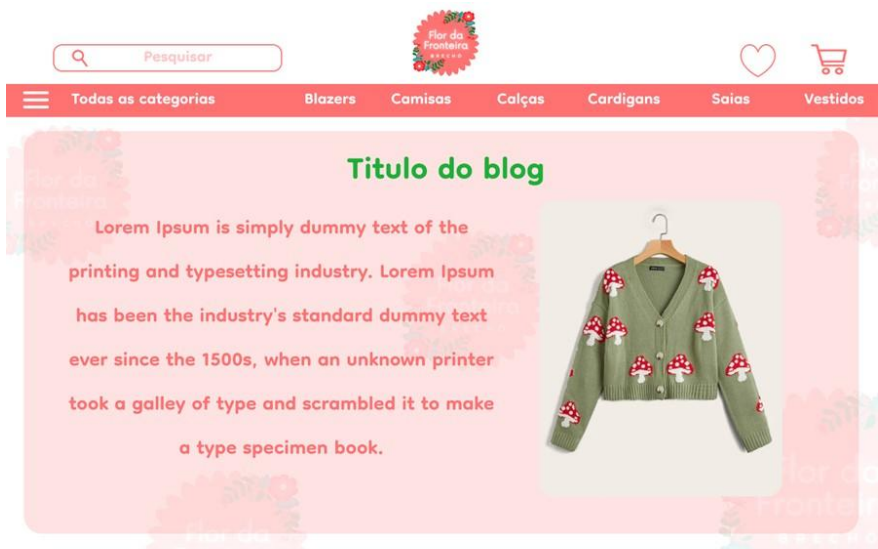 Flor da
Fronteira
BRECHÓ
Pesquisar
Todas as categorias Blazers Camisas Calças Cardigans Saias Vestidos
Titulo do blog
Lorem Ipsum is simply dummy text of the
printing and typesetting industry. Lorem Ipsum
has been the industry's standard dummy text
ever since the 1500s, when an unknown printer
took a galley of type and scrambled it to make
a type specimen book.